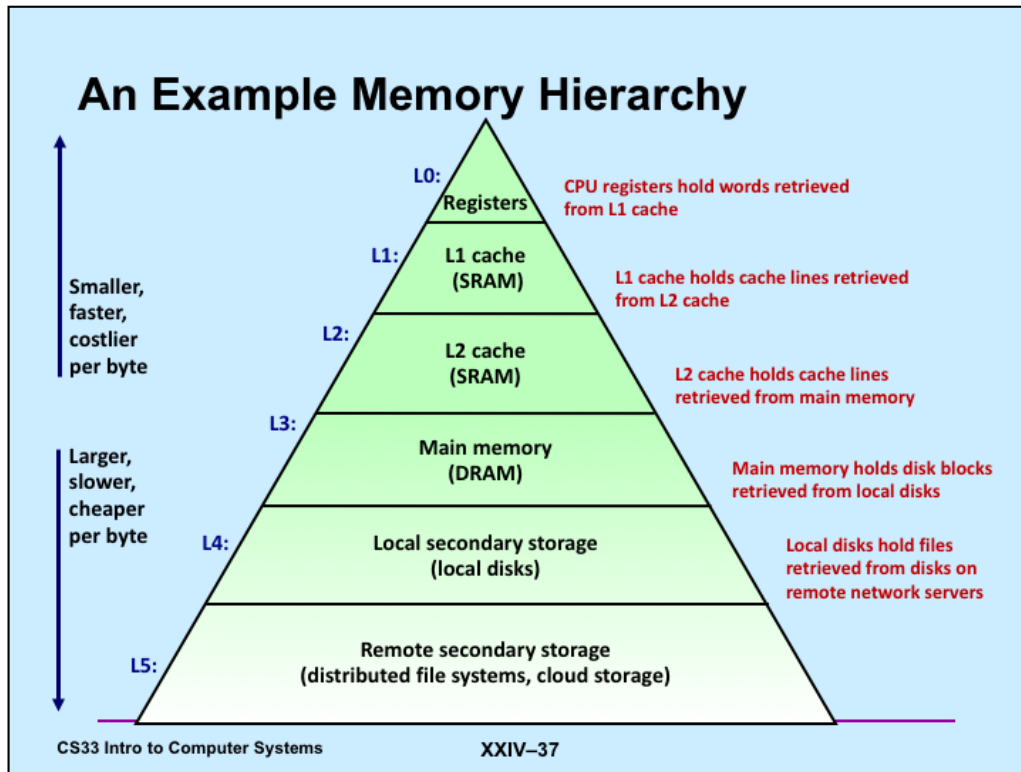 An Example Memory Hierarchy
L0:
Registers
CPU registers hold words retrieved
from L1 cache
L1:
L1 cache
(SRAM)
L1 cache holds cache lines retrieved
from L2 cache
Smaller,
faster,
costlier
per byte
L2:
L2 cache
(SRAM)
L2 cache holds cache lines
retrieved from main memory
L3:
Main memory
(DRAM)
Main memory holds disk blocks
retrieved from local disks
Larger,
slower,
cheaper
per byte
L4:
Local secondary storage
(local disks)
Local disks hold files
retrieved from disks on
remote network servers
L5:
Remote secondary storage
(distributed file systems, cloud storage)
CS33 Intro to Computer Systems
XXIV–37